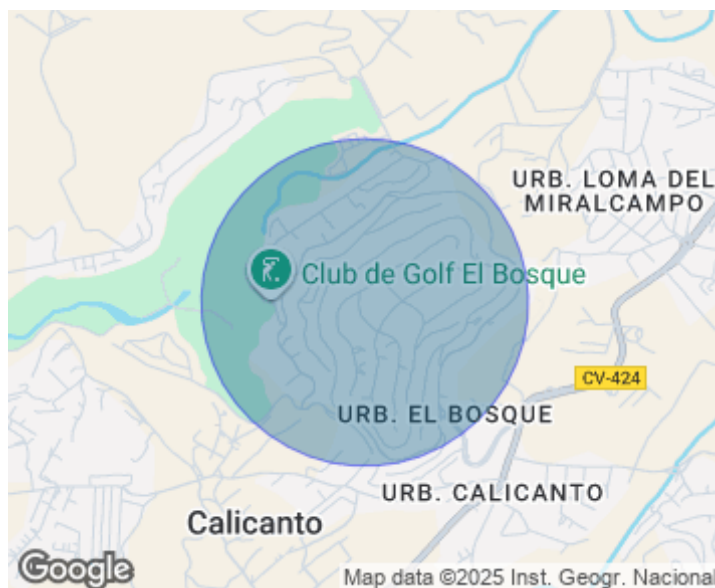 URB. LOMA DEL
MIRALCAMPO
Club de Golf El Bosque
CV-424
URB. EL BOSQUE
URB. CALICANTO
Calicanto
Google
Map data ©2025 Inst. Geogr. Nacional